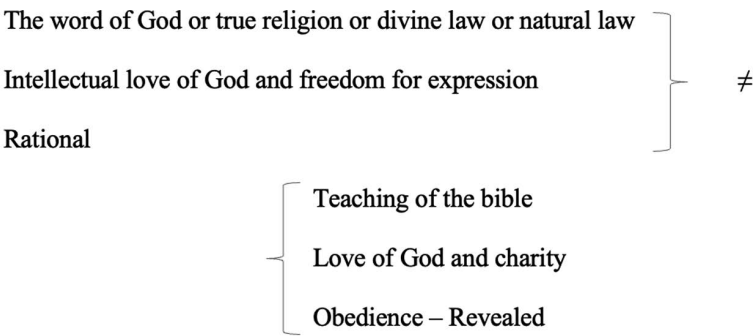 The word of God or true religion or divine law or natural law
Intellectual love of God and freedom for expression
≠
Rational
Teaching of the bible
Love of God and charity
Obedience – Revealed